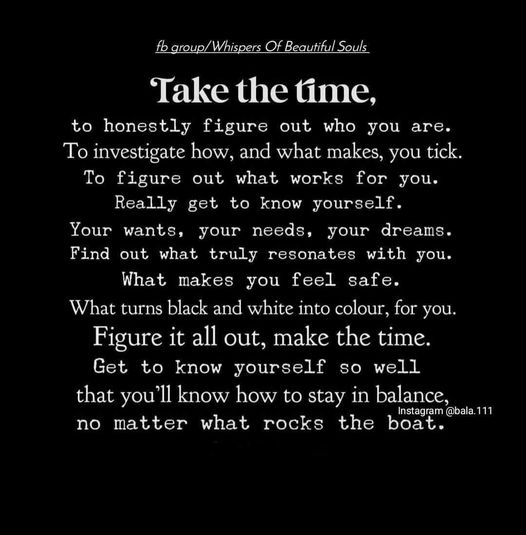 fb group/Whispers Of Beautiful Souls
Take the time,
to honestly figure out who you are.
To investigate how, and what makes, you tick.
To figure out what works for you.
Really get to know yourself.
Your wants, your needs, your dreams.
Find out what truly resonates with you.
What makes you feel safe.
What turns black and white into colour, for you.
Figure it all out, make the time.
Get to know yourself so well
that you'll know how to stay in balance,
Instagram @bala.111
no matter what rocks the boat.